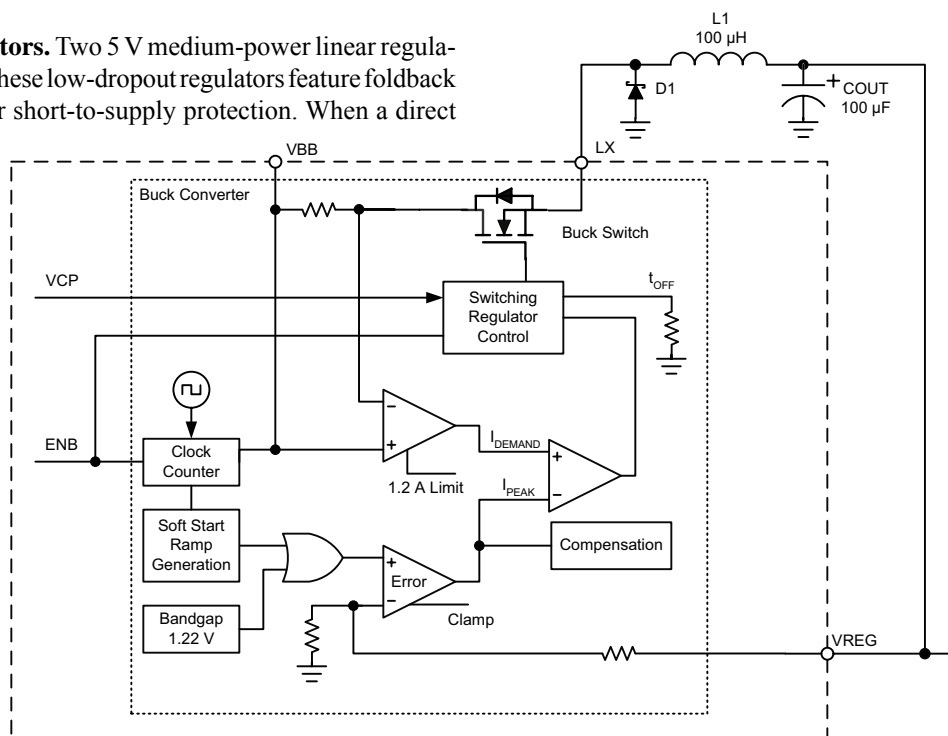 tors. Two 5 V medium-power linear regula-
hese low-dropout regulators feature foldback
r short-to-supply protection. When a direct
L1
100 µH
D1
+ COUT
100 µF
VBB
LX
Buck Converter
Buck Switch
VCP
tOFF
Switching
Regulator
Control
ENB
Clock
Counter
−
+
IDEMAND
1.2 A Limit
+
IPEAK
−
Soft Start
Ramp
Generation
Compensation
+
Error
−
Clamp
Bandgap
1.22 V
VREG